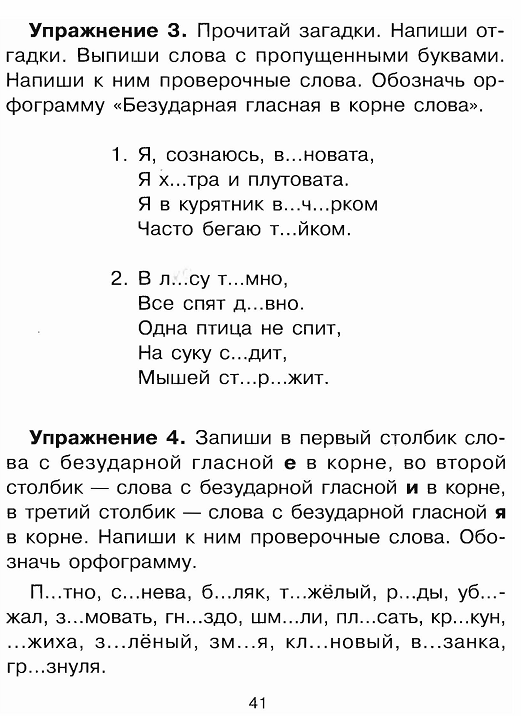 Упражнение 3. Прочитай загадки. Напиши от-
гадки. Выпиши слова с пропущенными буквами.
Напиши к ним проверочные слова. Обозначь ор-
фограмму «Безударная гласная в корне слова».
1. Я, сознаюсь, в...новата,
Я х...тра и плутовата.
Я в курятник в...ч...рком
Часто бегаю т...йком.
2. В л...су т...мно,
Все спят д...вно.
Одна птица не спит,
На суку с...дит,
Мышей ст...р...жит.
Упражнение 4. Запиши в первый столбик сло-
ва с безударной гласной е в корне, во второй
столбик — слова с безударной гласной и в корне,
в третий столбик — слова с безударной гласной я
в корне. Напиши к ним проверочные слова. Обо-
значь орфограмму.
П...тно, с...нева, б...ляк, т...жёлый, р...ды, уб...-
жал, з...мовать, гн...здо, шм...ли, пл...сать, кр...кун,
...жиха, з...лёный, зм...я, кл...новый, в...занка,
гр...знуля.
41